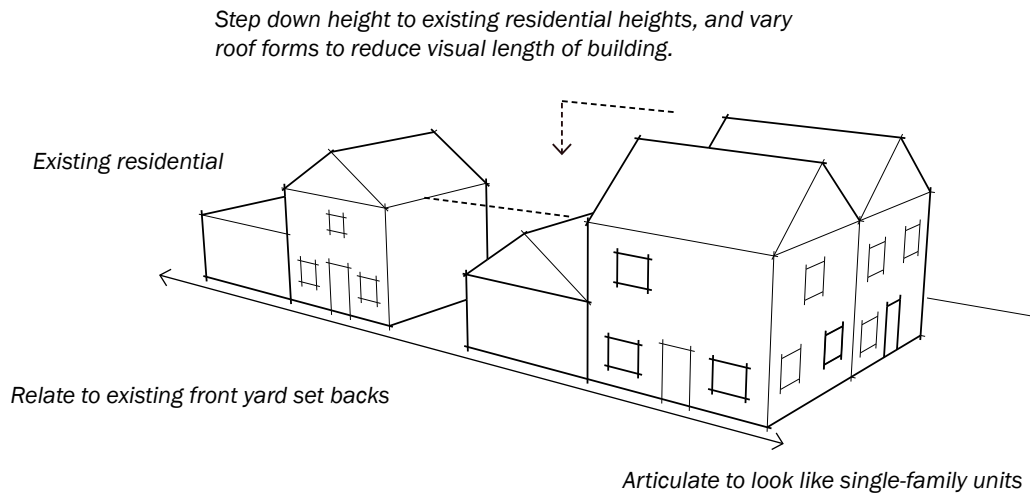 Step down height to existing residential heights, and vary
roof forms to reduce visual length of building.
Existing residential
Relate to existing front yard set backs
Articulate to look like single-family units